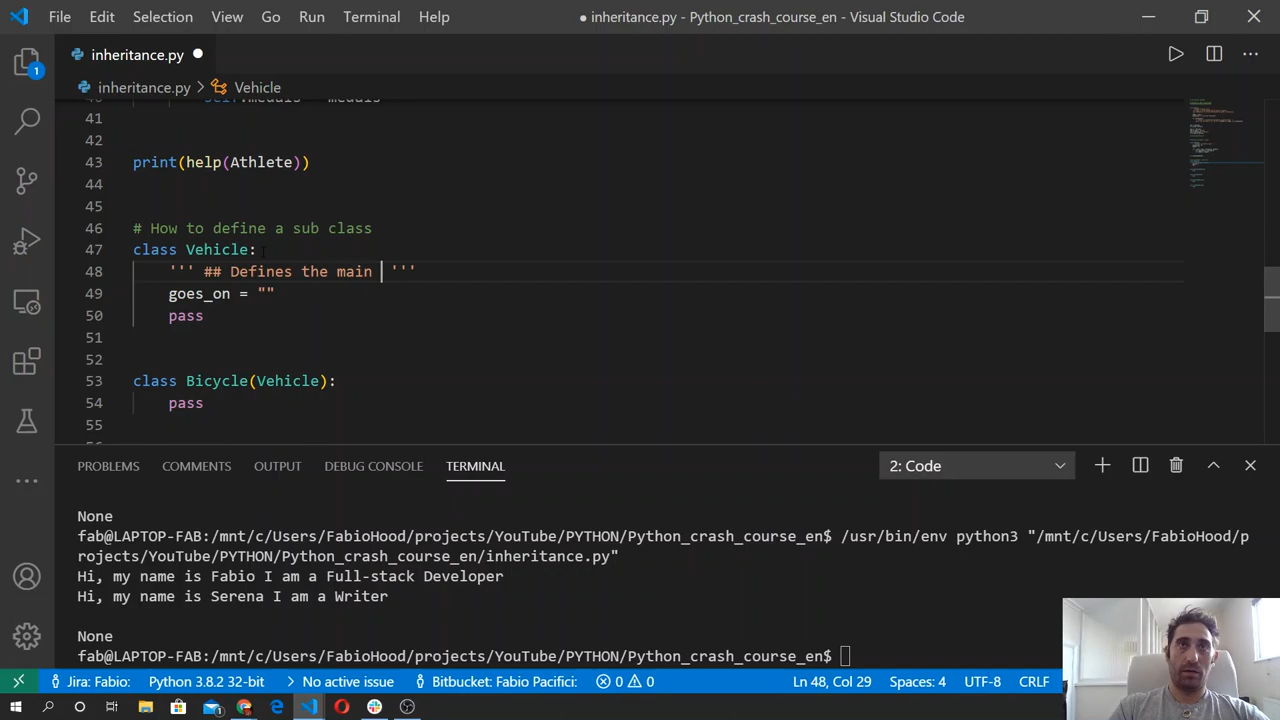 File Edit Selection View Go Run Terminal Help
● inheritance.py - Python_crash_course_en - Visual Studio Code
1
inheritance.py ●
inheritance.py > Vehicle
41
42
43 print(help(Athlete))
44
45
46 # How to define a sub class
47 class Vehicle:
48 ''' ## Defines the main  '''
49 goes_on = ""
50 pass
51
52
53 class Bicycle(Vehicle):
54 pass
55
PROBLEMS COMMENTS OUTPUT DEBUG CONSOLE TERMINAL 2: Code
None
fab@LAPTOP-FAB:/mnt/c/Users/FabioHood/projects/YouTube/PYTHON/Python_crash_course_en$ /usr/bin/env python3 "/mnt/c/Users/FabioHood/p
rojects/YouTube/PYTHON/Python_crash_course_en/inheritance.py"
Hi, my name is Fabio I am a Full-stack Developer
Hi, my name is Serena I am a Writer
None
fab@LAPTOP-FAB:/mnt/c/Users/FabioHood/projects/YouTube/PYTHON/Python_crash_course_en$
Jira: Fabio: Python 3.8.2 32-bit No active issue Bitbucket: Fabio Pacifici: 0 0 Ln 48, Col 29 Spaces: 4 UTF-8 CRLF